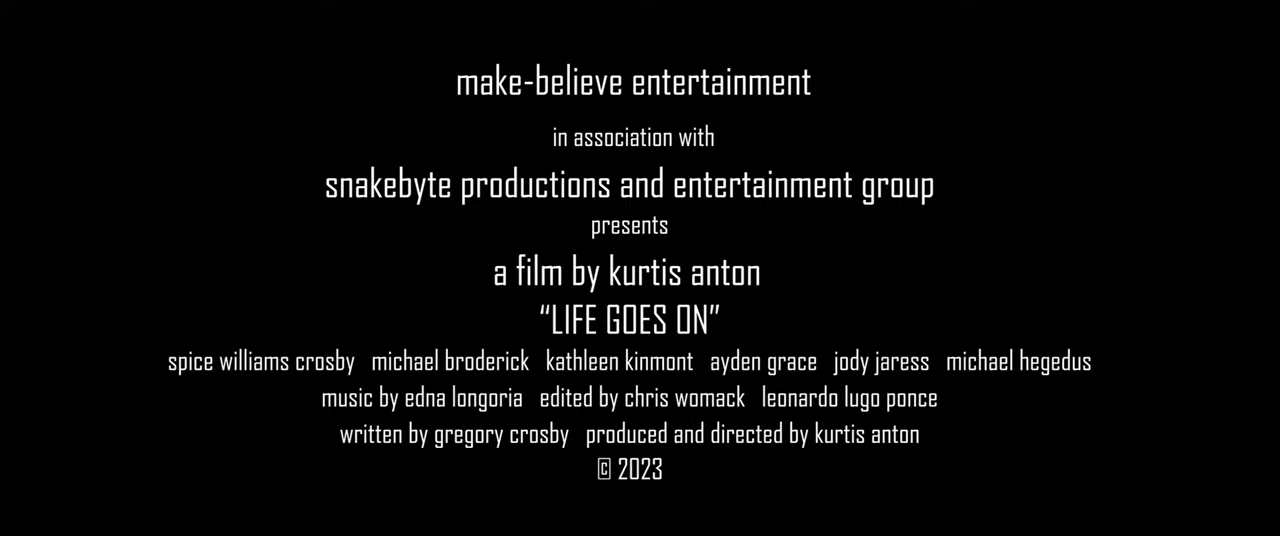 make-believe entertainment
in association with
snakebyte productions and entertainment group
presents
a film by kurtis anton
“LIFE GOES ON”
spice williams crosby michael broderick kathleen kinmont ayden grace jody jaress michael hegedus
music by edna longoria edited by chris womack leonardo lugo ponce
written by gregory crosby produced and directed by kurtis anton
© 2023